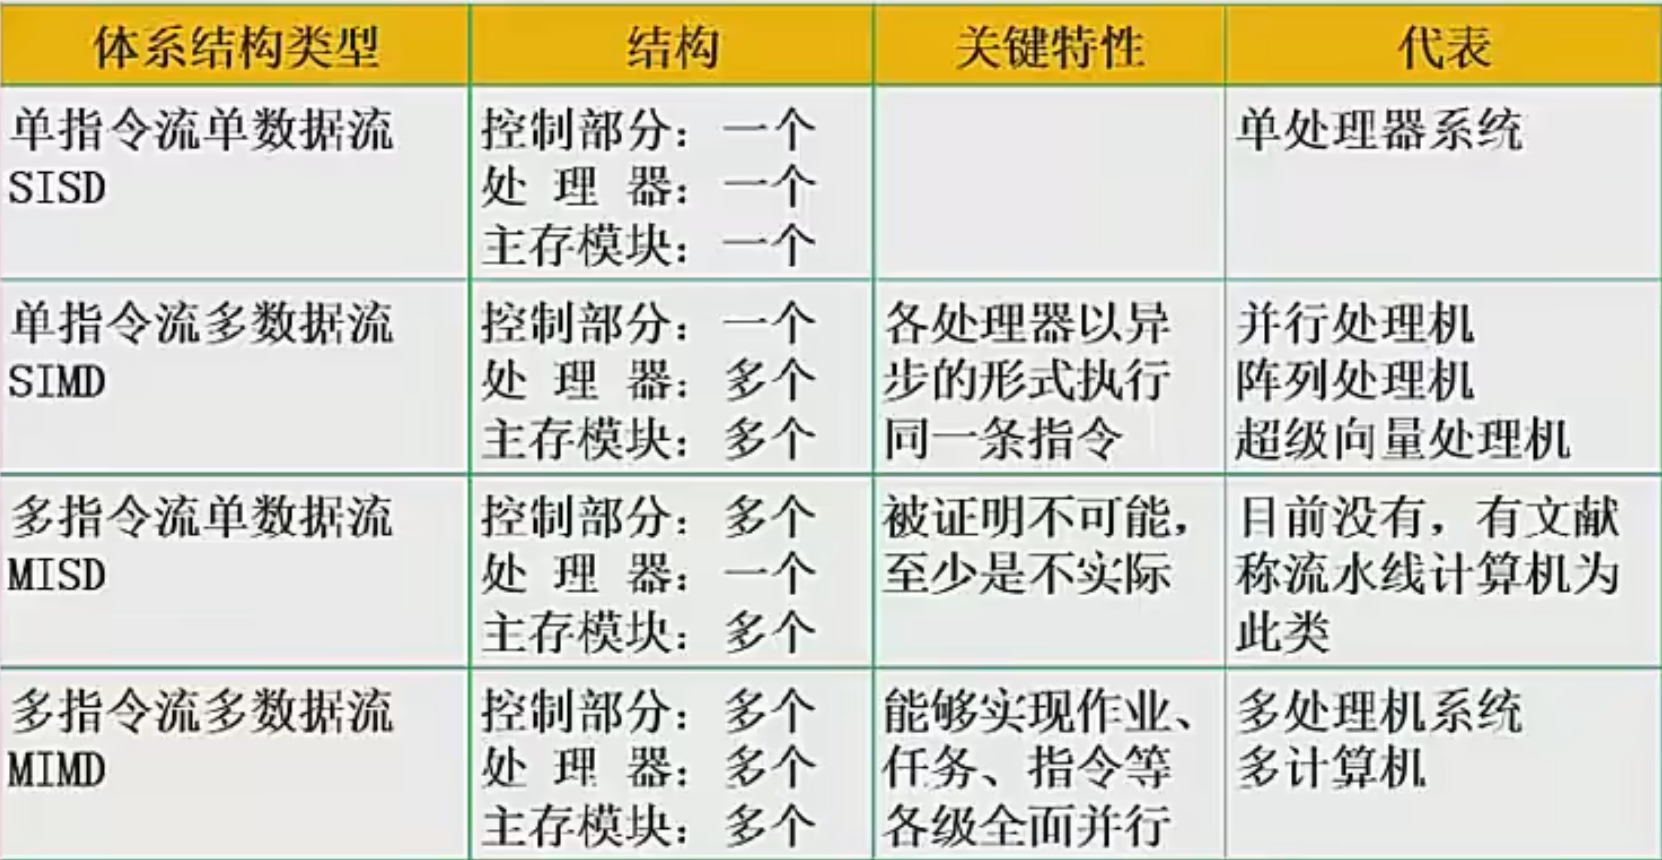 体系结构类型 结构 关键特性 代表
单指令流单数据流
SISD
控制部分：一个
处 理 器：一个
主存模块：一个
单处理器系统
单指令流多数据流
SIMD
控制部分：一个
处 理 器：多个
主存模块：多个
各处理器以异
步的形式执行
同一条指令
并行处理机
阵列处理机
超级向量处理机
多指令流单数据流
MISD
控制部分：多个
处 理 器：一个
主存模块：多个
被证明不可能，
至少是不实际
目前没有，有文献
称流水线计算机为
此类
多指令流多数据流
MIMD
控制部分：多个
处 理 器：多个
主存模块：多个
能够实现作业、
任务、指令等
各级全面并行
多处理机系统
多计算机